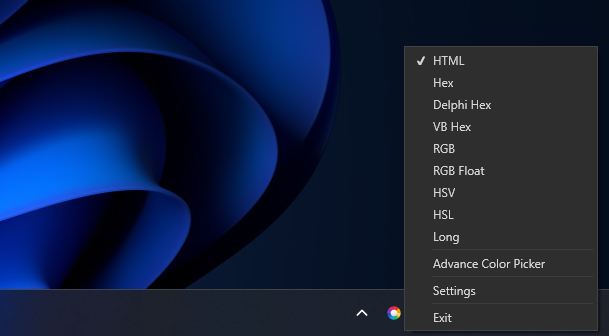 HTML
Hex
Delphi Hex
VB Hex
RGB
RGB Float
HSV
HSL
Long
Advance Color Picker
Settings
Exit